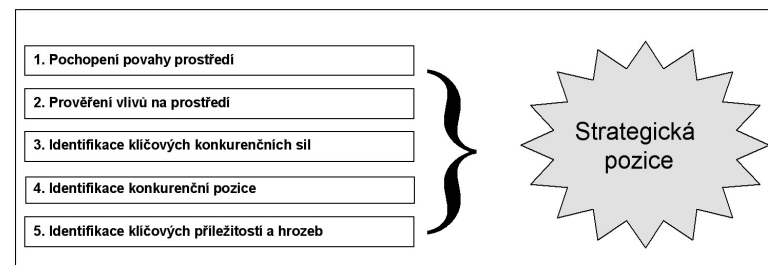 1. Pochopení povahy prostředí
2. Prověření vlivů na prostředí
3. Identifikace klíčových konkurenčních sil
4. Identifikace konkurenční pozice
5. Identifikace klíčových příležitostí a hrozeb
Strategická
pozice